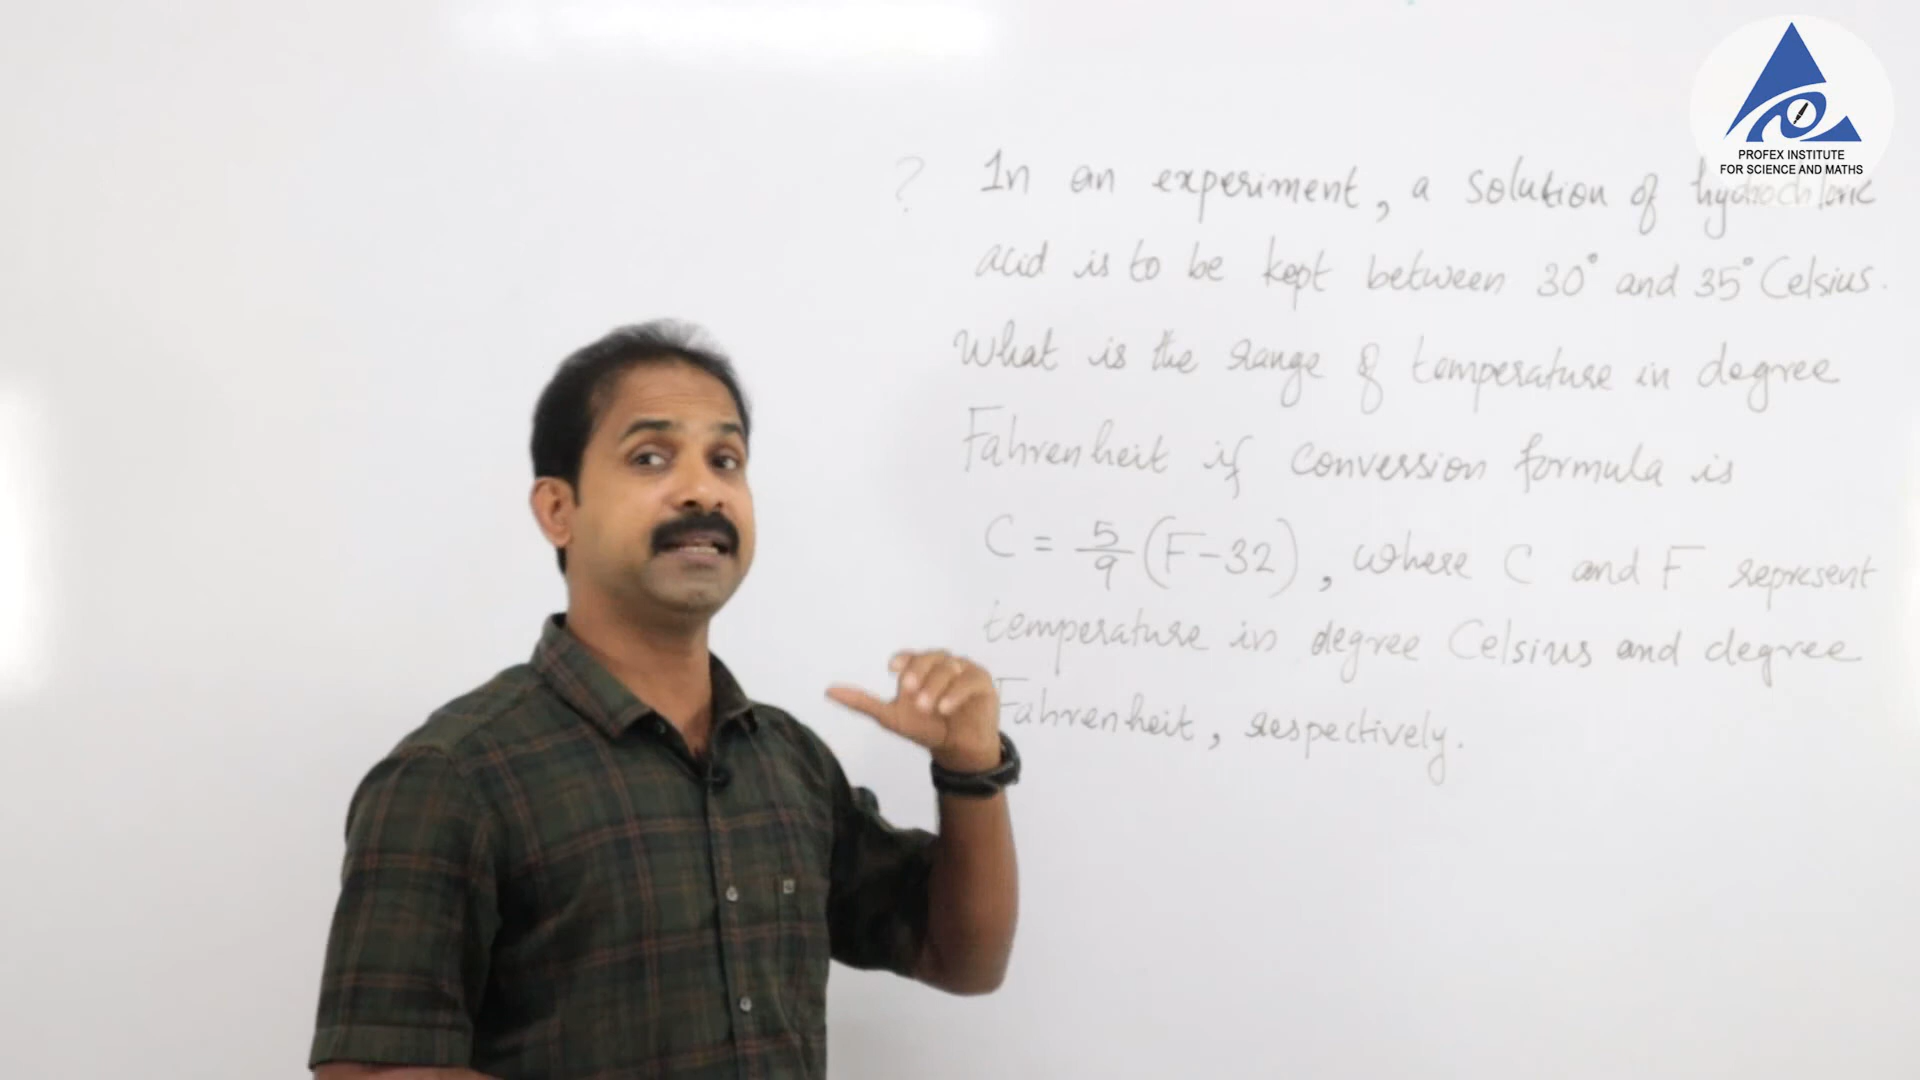 PROFEX INSTITUTE
FOR SCIENCE AND MATHS
? In an experiment, a solution of hydrochloric
acid is to be kept between 30° and 35° Celsius.
What is the range of temperature in degree
Fahrenheit if conversion formula is
C = 5/9 (F-32), where C and F represent
temperature in degree Celsius and degree
Fahrenheit, respectively.